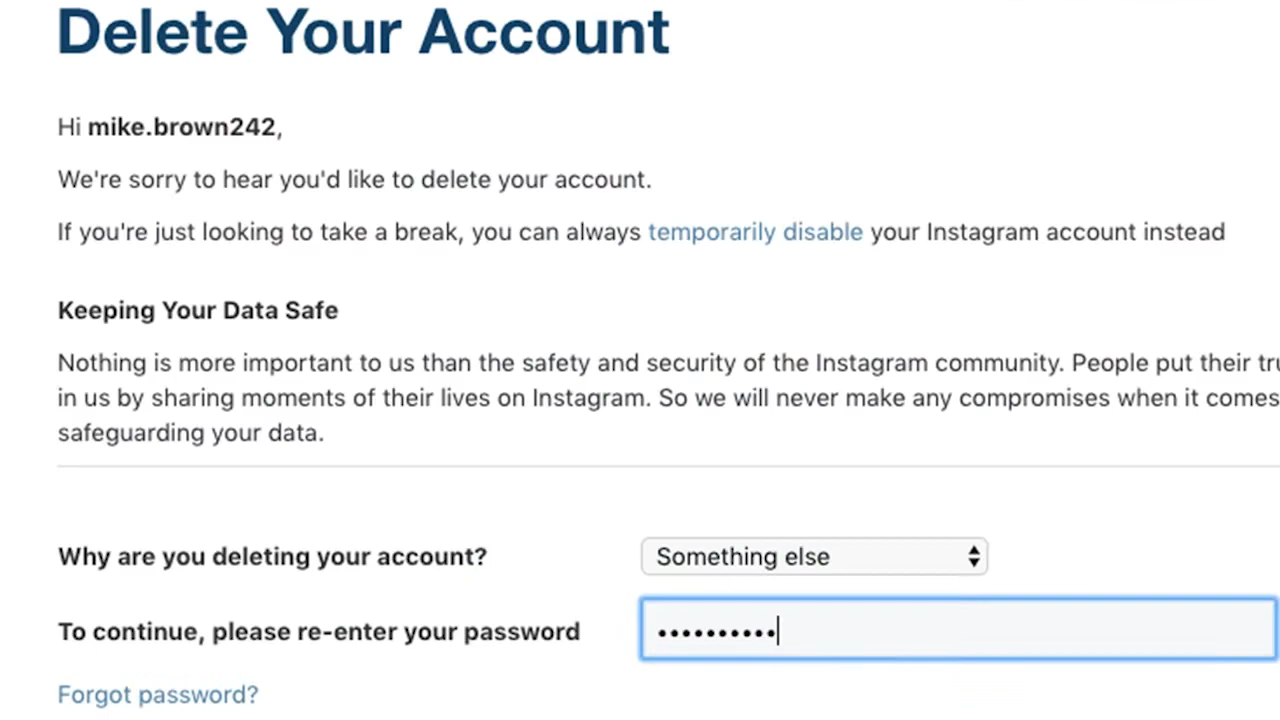 Delete Your Account
Hi mike.brown242,
We're sorry to hear you'd like to delete your account.
If you're just looking to take a break, you can always temporarily disable your Instagram account instead
Keeping Your Data Safe
Nothing is more important to us than the safety and security of the Instagram community. People put their tru
in us by sharing moments of their lives on Instagram. So we will never make any compromises when it comes
safeguarding your data.
Why are you deleting your account? Something else
To continue, please re-enter your password ••••••••••
Forgot password?